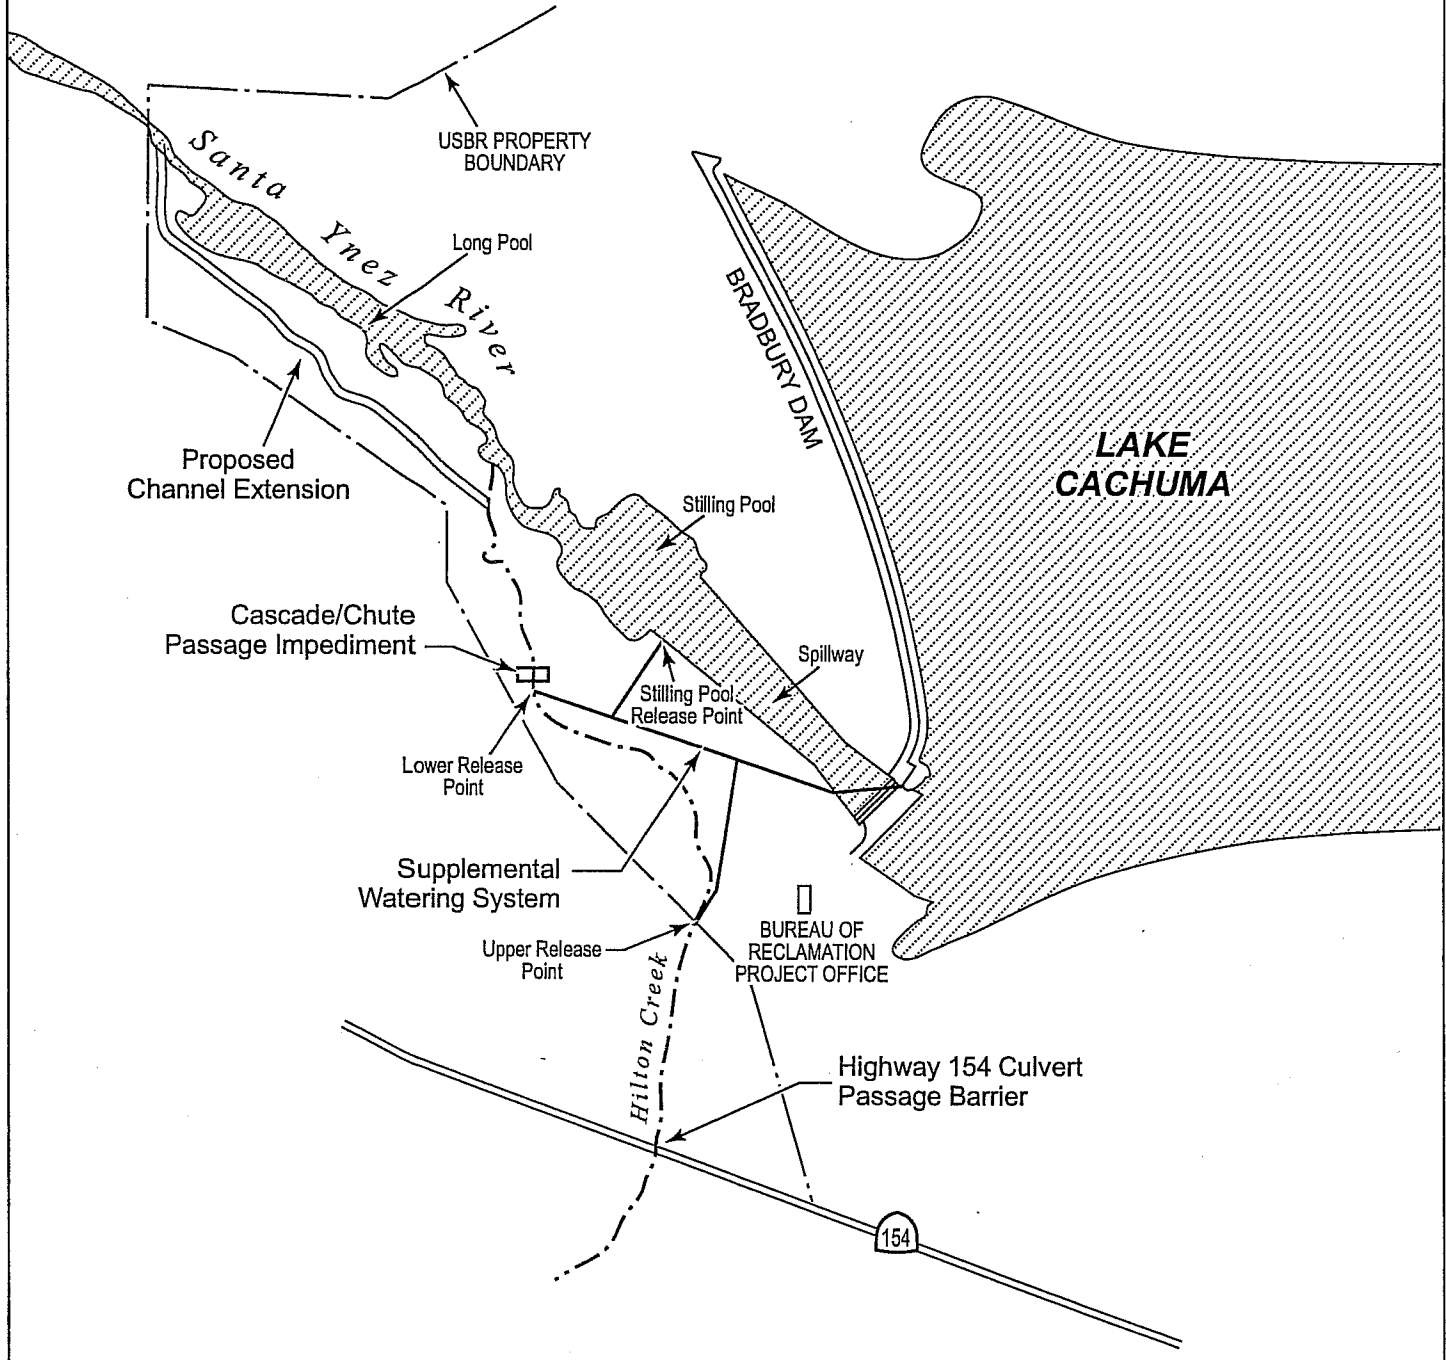 USBR PROPERTY
BOUNDARY
Santa Ynez River
Long Pool
BRADBURY DAM
LAKE
CACHUMA
Proposed
Channel Extension
Stilling Pool
Cascade/Chute
Passage Impediment
Spillway
Stilling Pool
Release Point
Lower Release
Point
Supplemental
Watering System
Upper Release
Point
BUREAU OF
RECLAMATION
PROJECT OFFICE
Hilton Creek
Highway 154 Culvert
Passage Barrier
154